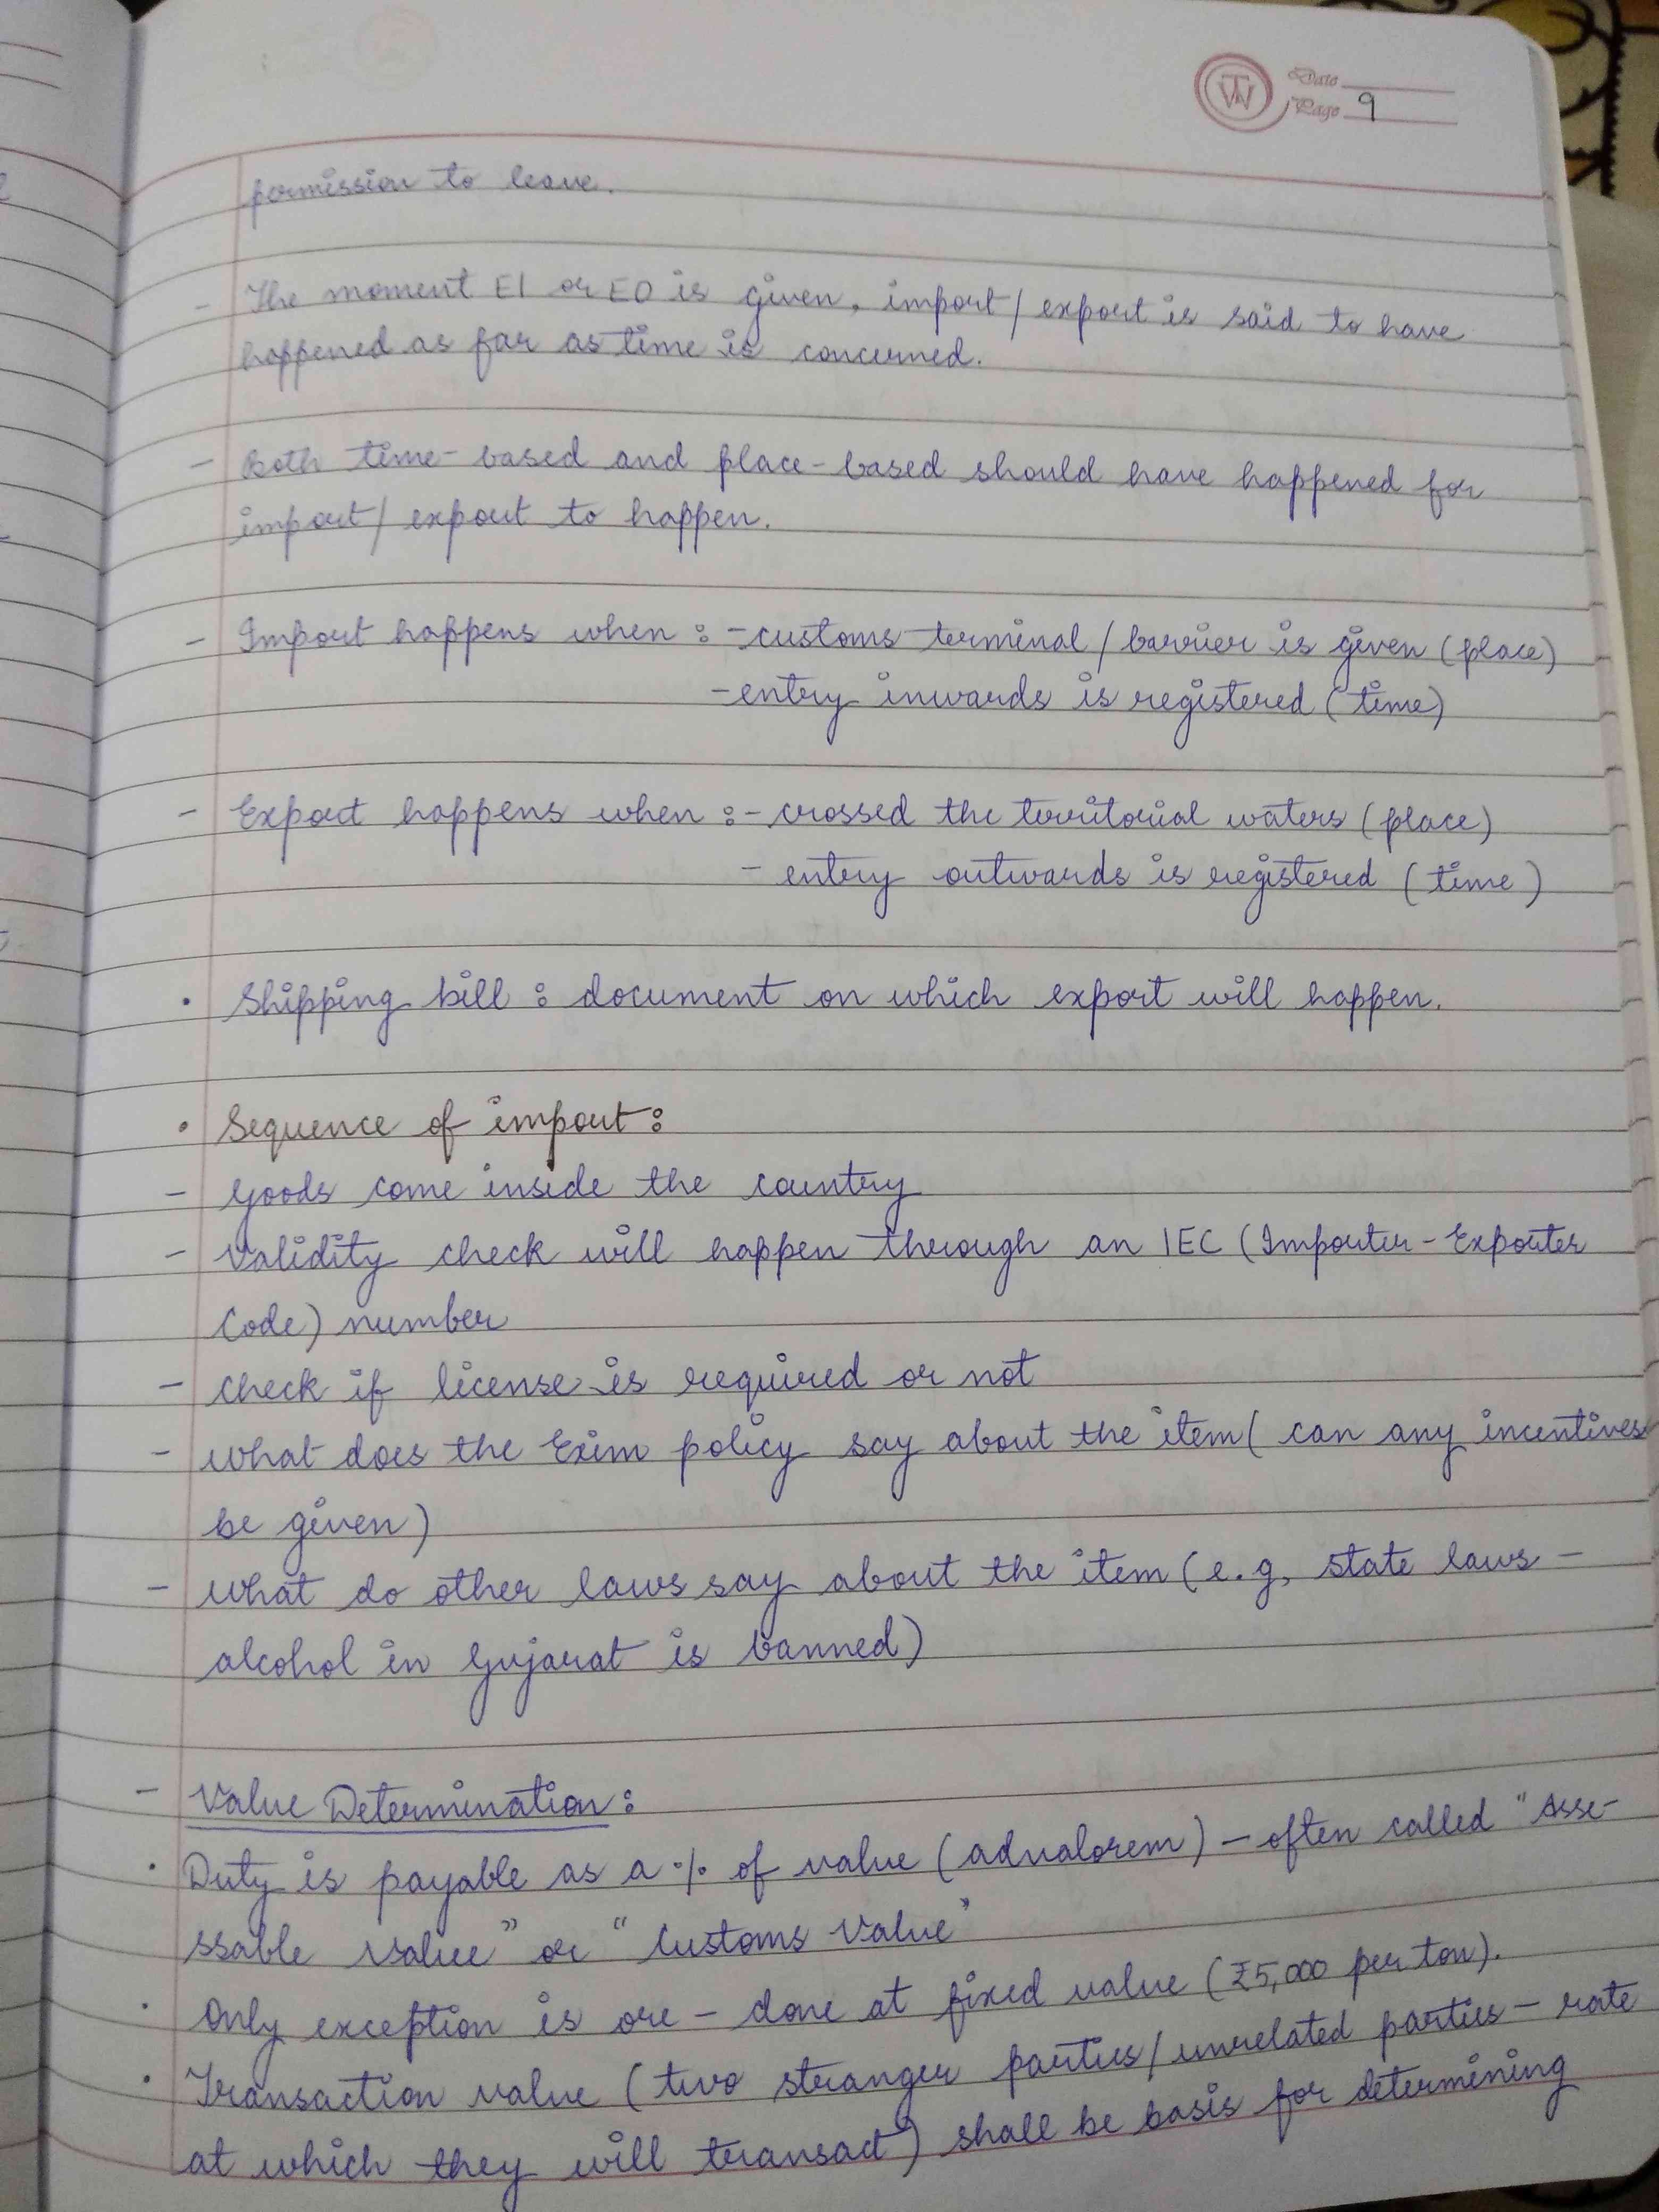 Date
Page 9
permission to leave.
- The moment EI or EO is given, import/export is said to have
happened as far as time is concerned.
- Both time-based and place-based should have happened for
import/export to happen.
- Import happens when : - customs terminal / barrier is given (place)
- entry inwards is registered (time)
- Export happens when : - crossed the territorial waters (place)
- entry outwards is registered (time)
• Shipping bill : document on which export will happen.
• Sequence of import :
- Goods come inside the country
- Validity check will happen through an IEC (Importer-Exporter
Code) number
- Check if license is required or not
- What does the Exim policy say about the item (can any incentives
be given)
- What do other laws say about the item (e.g, state laws -
alcohol in Gujarat is banned)
- Value Determination :
• Duty is payable as a % of value (advalorem) - often called "Asse-
ssable value" or "Customs Value"
• Only exception is ore - done at fixed value (₹5,000 per ton).
• Transaction value (two stranger parties/unrelated parties - rate
at which they will transact) shall be basis for determining